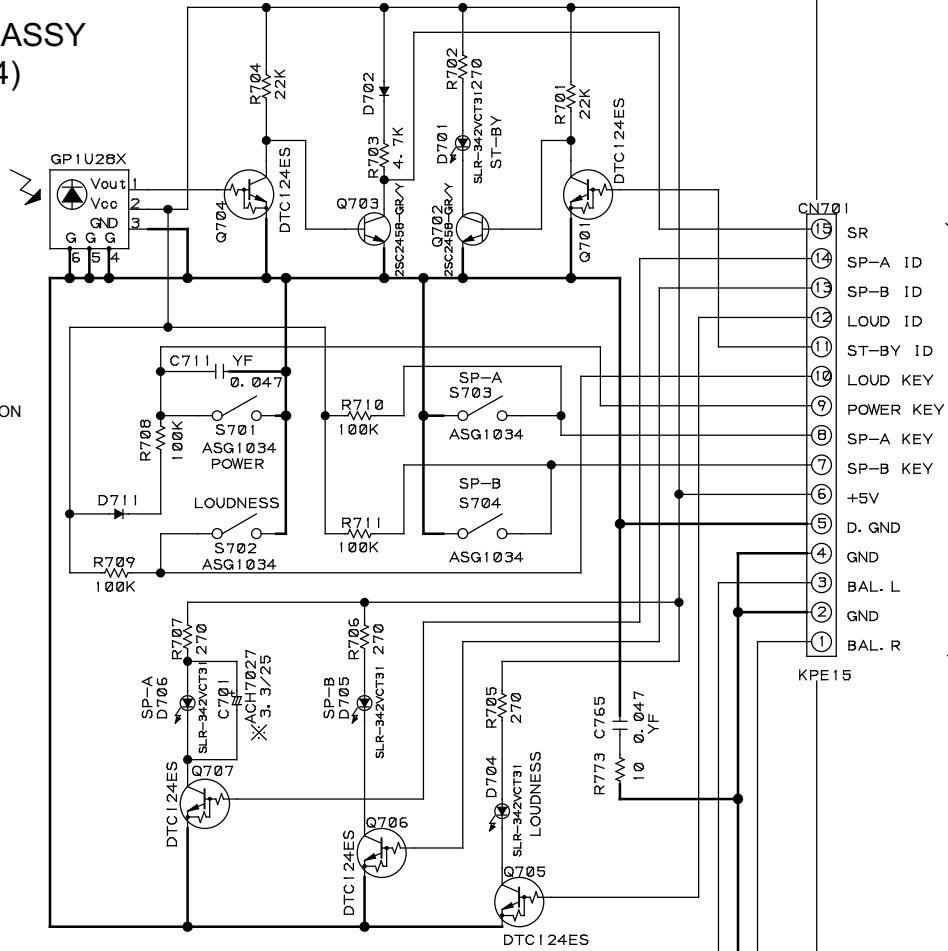 ASSY
4)
GP1U28X
Vout 1
Vcc 2
GND 3
G G G
6 5 4
R704
22K
Q704
DTC124ES
D702
R703
4.7K
Q703
2SC2458-GR/Y
R702
270
D701
SLR-342VCT31
ST-BY
Q702
2SC2458-GR/Y
R701
22K
DTC124ES
Q701
CN701
15 SR
14 SP-A ID
13 SP-B ID
12 LOUD ID
11 ST-BY ID
10 LOUD KEY
9 POWER KEY
8 SP-A KEY
7 SP-B KEY
6 +5V
5 D.GND
4 GND
3 BAL.L
2 GND
1 BAL.R
KPE15
ON
C711 YF
0.047
R708
100K
S701
ASG1034
POWER
D711
LOUDNESS
S702
ASG1034
R709
100K
R710
100K
SP-A
S703
ASG1034
SP-B
S704
ASG1034
R711
100K
R707
270
SP-A
D706
SLR-342VCT31
C701
ACH7027
※ 3.3/25
Q707
DTC124ES
R706
270
SP-B
D705
SLR-342VCT31
Q706
DTC124ES
R705
270
D704
SLR-342VCT31
LOUDNESS
Q705
DTC124ES
C765
0.047
YF
R773
10